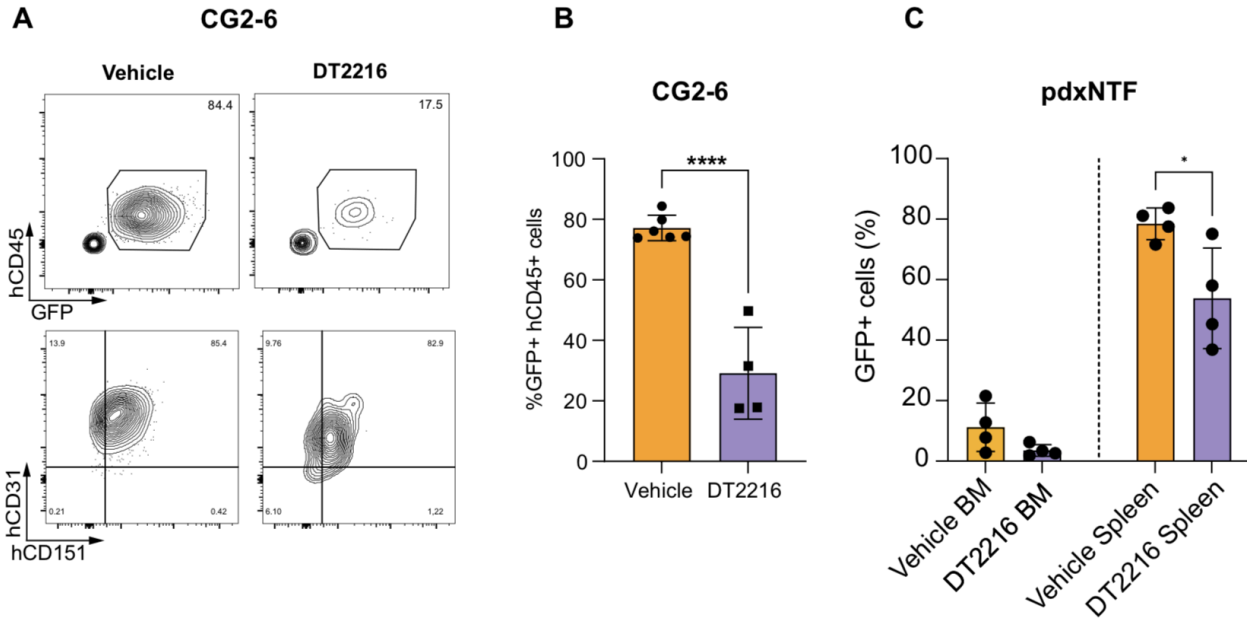 A
CG2-6
Vehicle
DT2216
84.4
17.5
hCD45
GFP
13.9
85.4
0.21
0.42
9.76
82.9
6.10
1,22
hCD31
hCD151
B
CG2-6
%GFP+ hCD45+ cells
100
80
60
40
20
0
****
Vehicle
DT2216
C
pdxNTF
GFP+ cells (%)
100
80
60
40
20
0
*
Vehicle BM
DT2216 BM
Vehicle Spleen
DT2216 Spleen